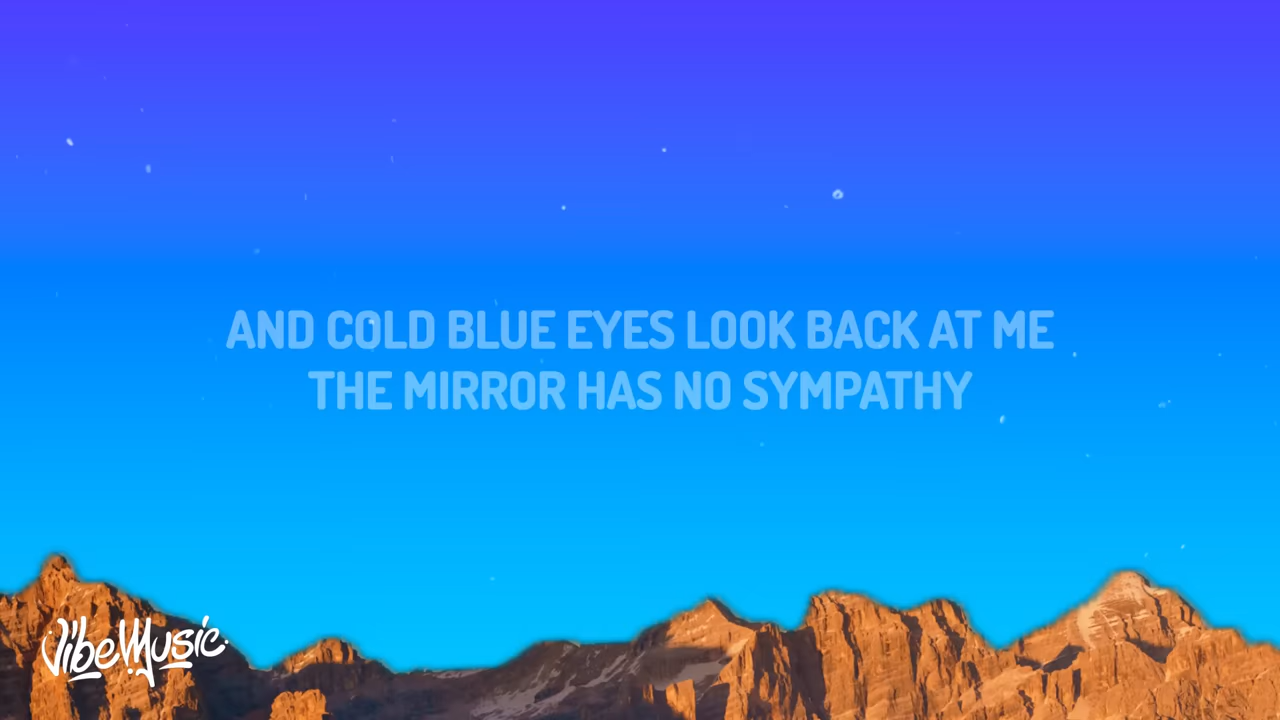 AND COLD BLUE EYES LOOK BACK AT ME
THE MIRROR HAS NO SYMPATHY
VibeMusic